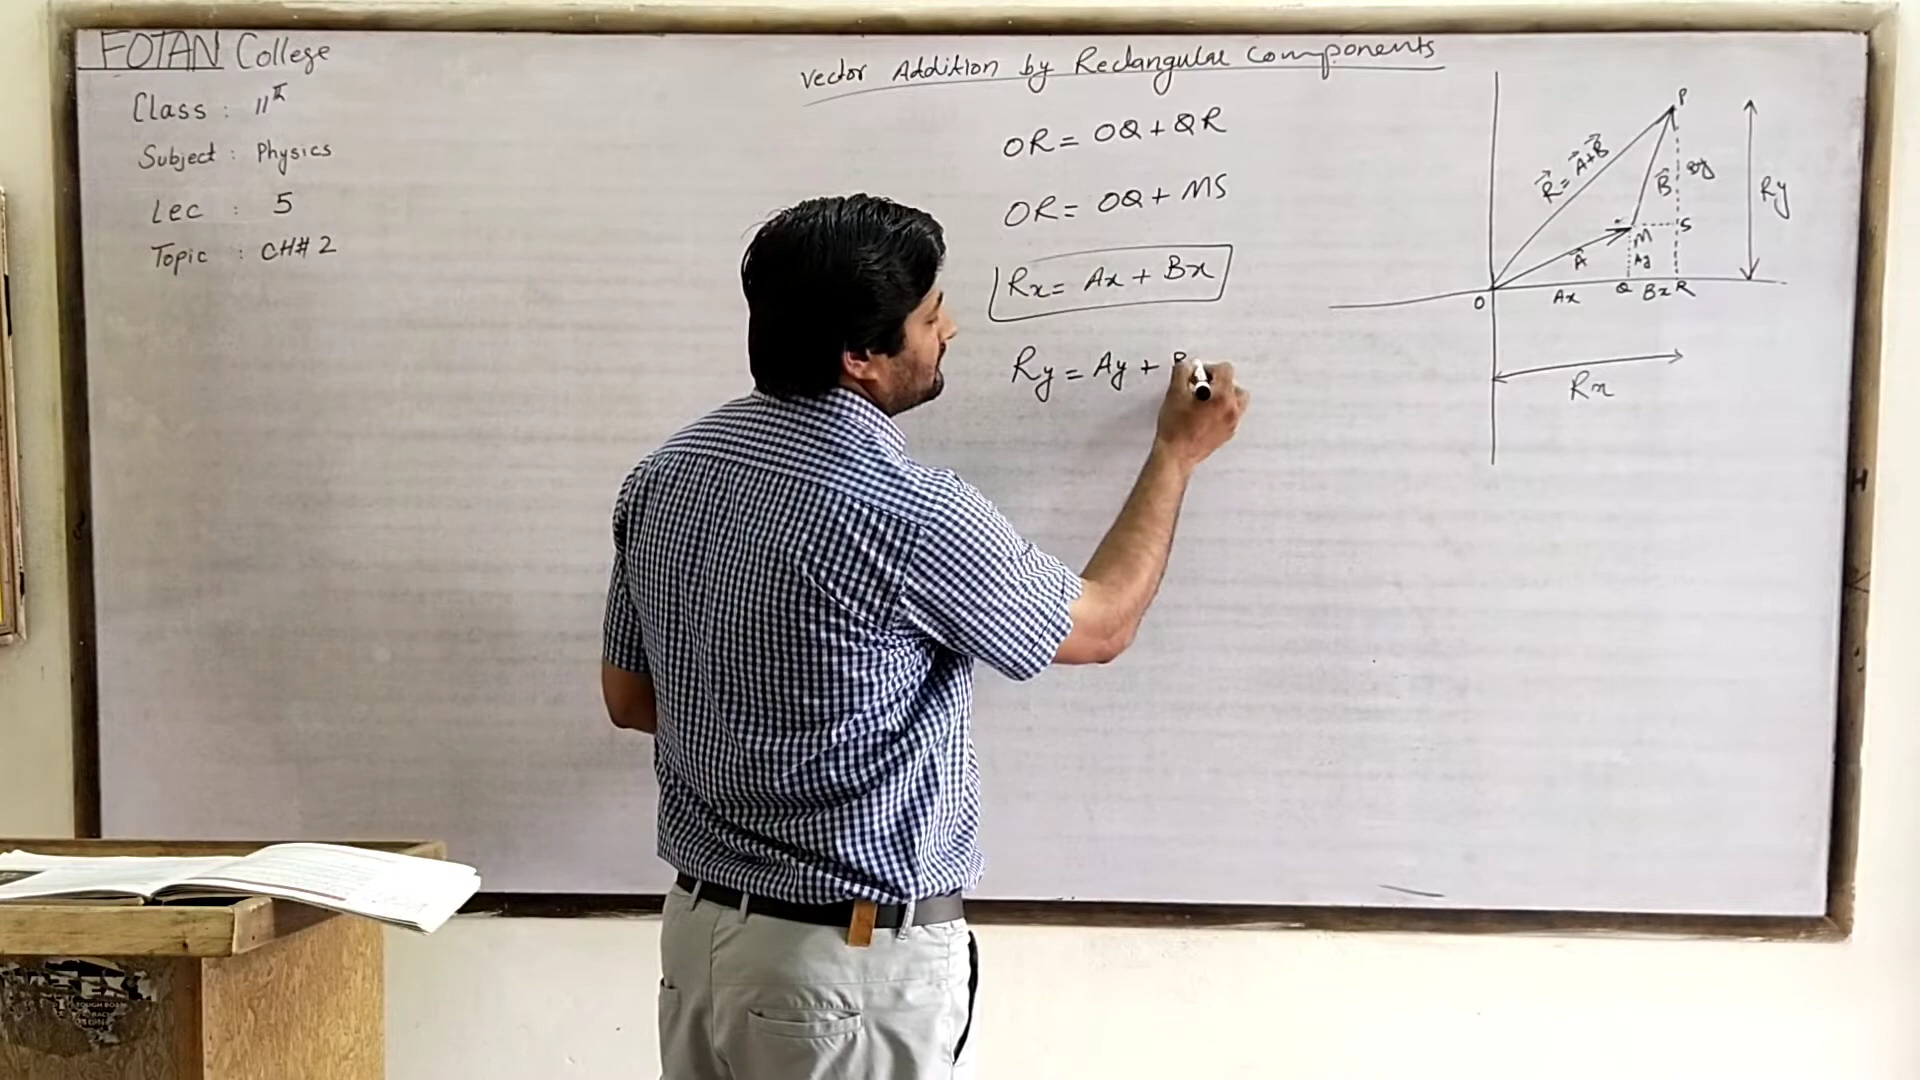 FOTAN College
Class : 11th
Subject : Physics
Lec : 5
Topic : CH# 2
Vector Addition by Rectangular Components
OR = OQ + QR
OR = OQ + MS
Rx = Ax + Bx
Ry = Ay + B
P
R⃗ = A⃗+B⃗
B⃗
By
Ry
S
M
A⃗
Ay
O
Ax
Q
Bx
R
Rx